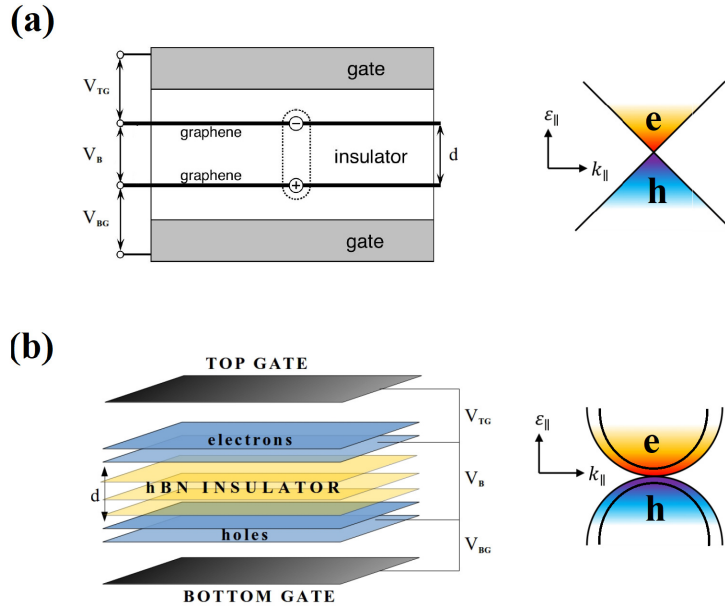 (a)
gate
V_TG
graphene
V_B
insulator
d
graphene
V_BG
gate
ε_∥
k_∥
e
h
(b)
TOP GATE
electrons
V_TG
hBN INSULATOR
d
V_B
holes
V_BG
BOTTOM GATE
ε_∥
k_∥
e
h